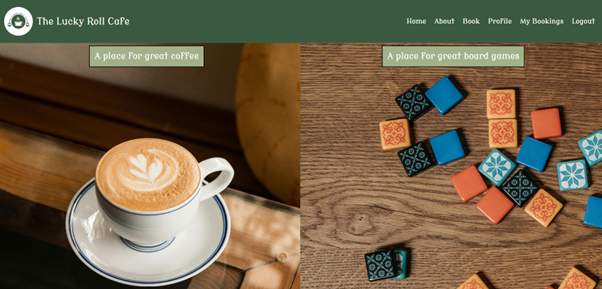 The Lucky Roll Cafe
Home About Book Profile My Bookings Logout
A place for great coffee
A place for great board games